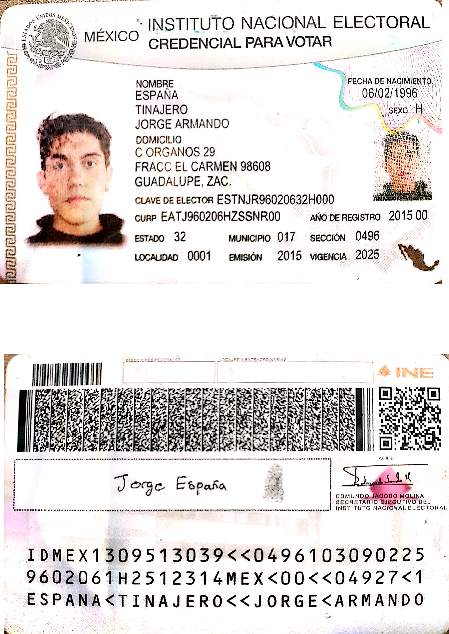 INSTITUTO NACIONAL ELECTORAL
MÉXICO
CREDENCIAL PARA VOTAR
NOMBRE
ESPAÑA
TINAJERO
JORGE ARMANDO
FECHA DE NACIMIENTO
06/02/1996
SEXO H
DOMICILIO
C ORGANOS 29
FRACC EL CARMEN 98608
GUADALUPE, ZAC.
CLAVE DE ELECTOR ESTNJR96020632H000
CURP EATJ960206HZSSNR00 AÑO DE REGISTRO 2015 00
ESTADO 32 MUNICIPIO 017 SECCIÓN 0496
LOCALIDAD 0001 EMISIÓN 2015 VIGENCIA 2025
INE
Jorge España
EDMUNDO JACOBO MOLINA
SECRETARIO EJECUTIVO DEL
INSTITUTO NACIONAL ELECTORAL
IDMEX1309513039<<0496103090225
9602061H2512314MEX<00<<04927<1
ESPANA<TINAJERO<<JORGE<ARMANDO